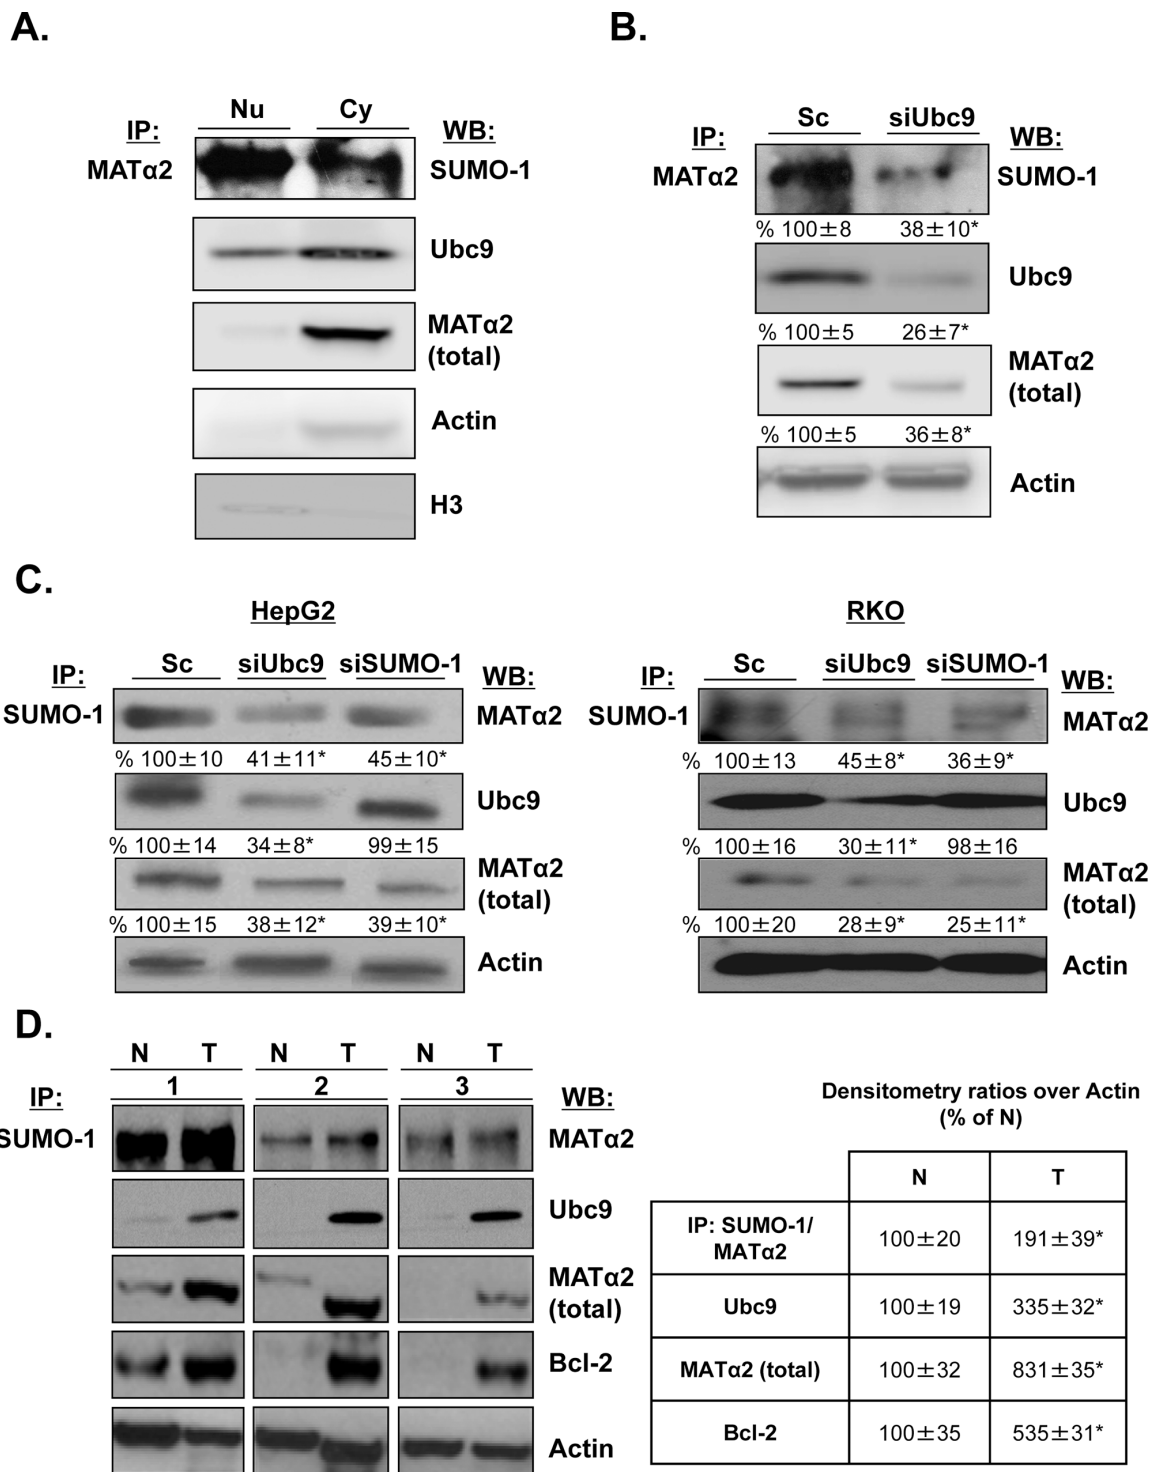 A.
Nu Cy
IP: WB:
MATα2 SUMO-1
Ubc9
MATα2
(total)
Actin
H3
B.
Sc siUbc9
IP: WB:
MATα2 SUMO-1
% 100±8 38±10*
Ubc9
% 100±5 26±7*
MATα2
(total)
% 100±5 36±8*
Actin
C.
HepG2
Sc siUbc9 siSUMO-1
IP: WB:
SUMO-1 MATα2
% 100±10 41±11* 45±10*
Ubc9
% 100±14 34±8* 99±15
MATα2
(total)
% 100±15 38±12* 39±10*
Actin
RKO
Sc siUbc9 siSUMO-1
IP: WB:
SUMO-1 MATα2
% 100±13 45±8* 36±9*
Ubc9
% 100±16 30±11* 98±16
MATα2
(total)
% 100±20 28±9* 25±11*
Actin
D.
N T N T N T
1 2 3
IP: WB:
SUMO-1 MATα2
Ubc9
MATα2
(total)
Bcl-2
Actin
Densitometry ratios over Actin
(% of N)
N T
IP: SUMO-1/
MATα2 100±20 191±39*
Ubc9 100±19 335±32*
MATα2 (total) 100±32 831±35*
Bcl-2 100±35 535±31*